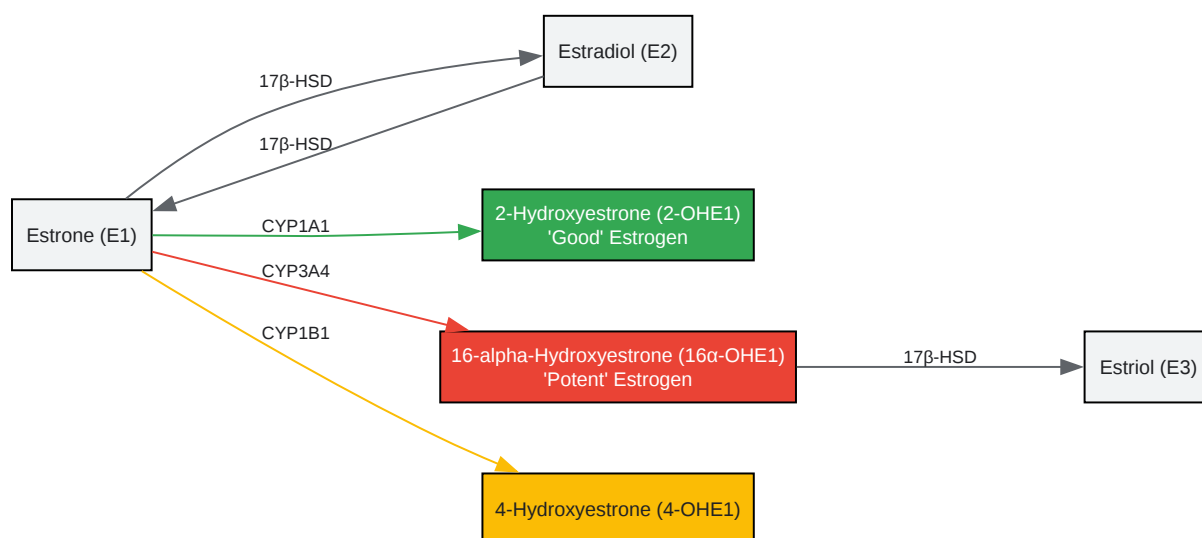 Estradiol (E2)
17β-HSD
17β-HSD
Estrone (E1)
CYP1A1
2-Hydroxyestrone (2-OHE1)
'Good' Estrogen
CYP3A4
16-alpha-Hydroxyestrone (16α-OHE1)
'Potent' Estrogen
17β-HSD
Estriol (E3)
CYP1B1
4-Hydroxyestrone (4-OHE1)